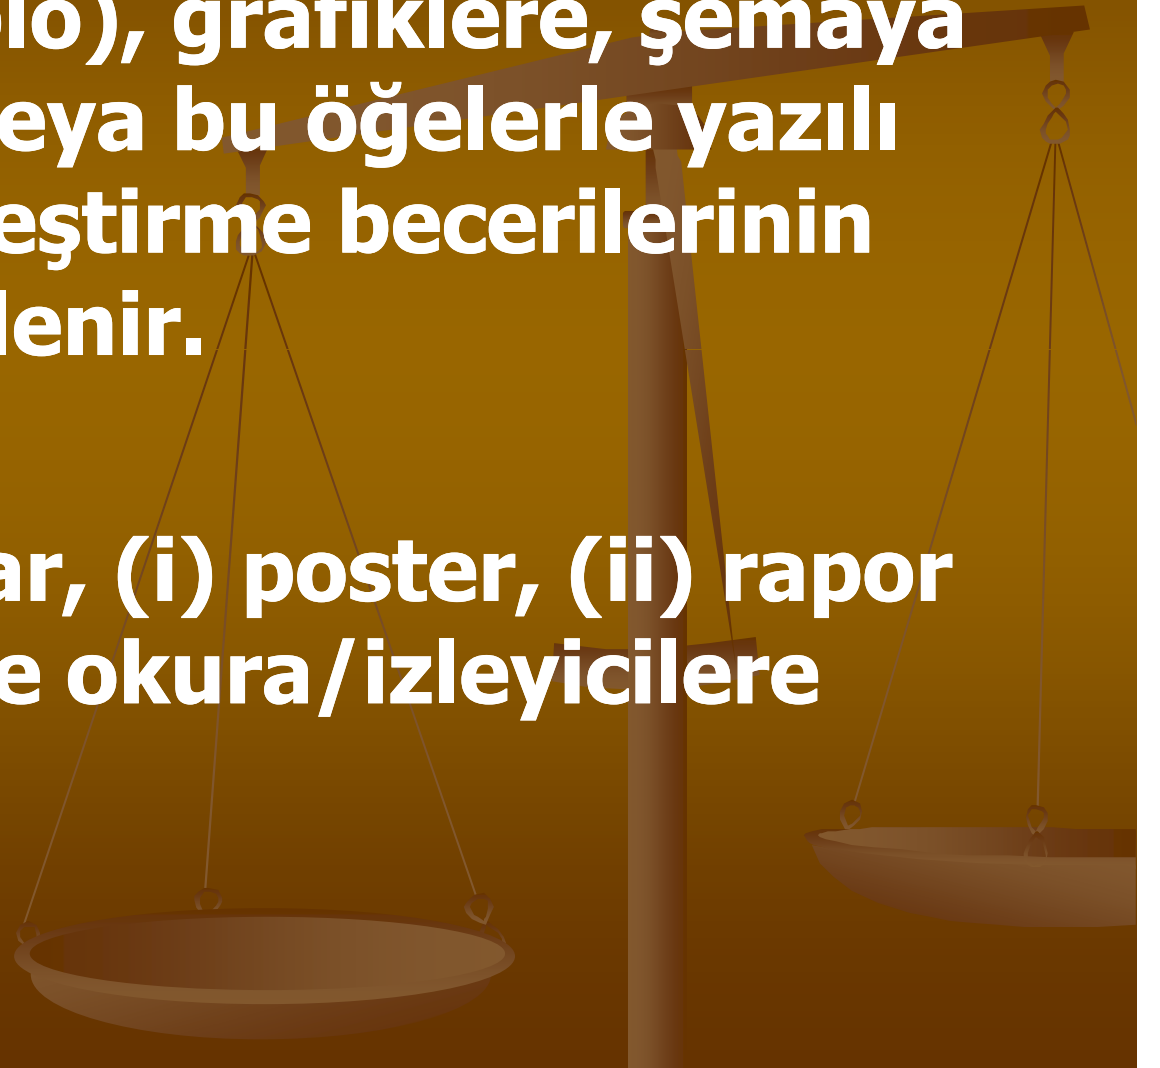 lo), grafiklere, şemaya
eya bu öğelerle yazılı
eştirme becerilerinin
lenir.
ar, (i) poster, (ii) rapor
e okura/izleyicilere